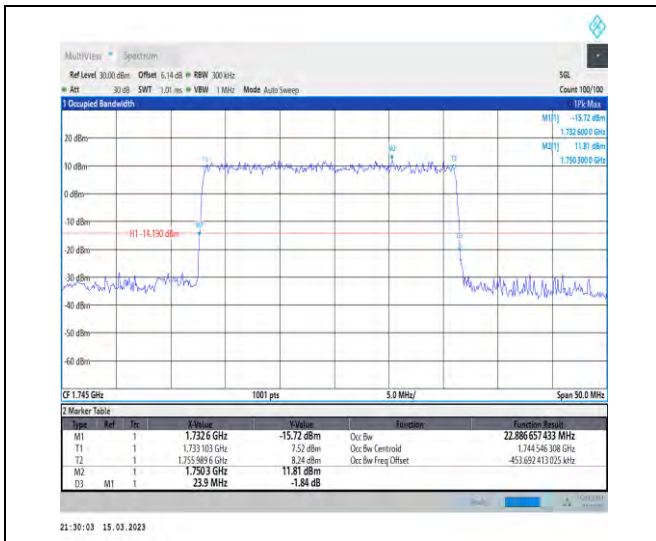 MultiView Spectrum
Ref Level 30.00 dBm Offset 6.14 dB RBW 300 kHz SGL
Att 30 dB SWT 1.01 ms VBW 1 MHz Mode Auto Sweep Count 100/100
1 Occupied Bandwidth 1Pk Max
M1[1] -15.72 dBm
1.732 600 0 GHz
M2[1] 11.81 dBm
1.750 300 0 GHz
20 dBm
M2
10 dBm
T2
0 dBm
-10 dBm
H1 -14.190 dBm
-20 dBm
-30 dBm
-40 dBm
-50 dBm
-60 dBm
CF 1.745 GHz 1001 pts 5.0 MHz/ Span 50.0 MHz
2 Marker Table
Type Ref Trc X-Value Y-Value Function Function Result
M1 1 1.732 6 GHz -15.72 dBm Occ Bw 22.886 657 433 MHz
T1 1 1.733 103 GHz 7.52 dBm Occ Bw Centroid 1.744 546 308 GHz
T2 1 1.755 989 6 GHz 8.24 dBm Occ Bw Freq Offset -453.692 413 025 kHz
M2 1 1.750 3 GHz 11.81 dBm
D3 M1 1 23.9 MHz -1.84 dB
21:30:03 15.03.2023